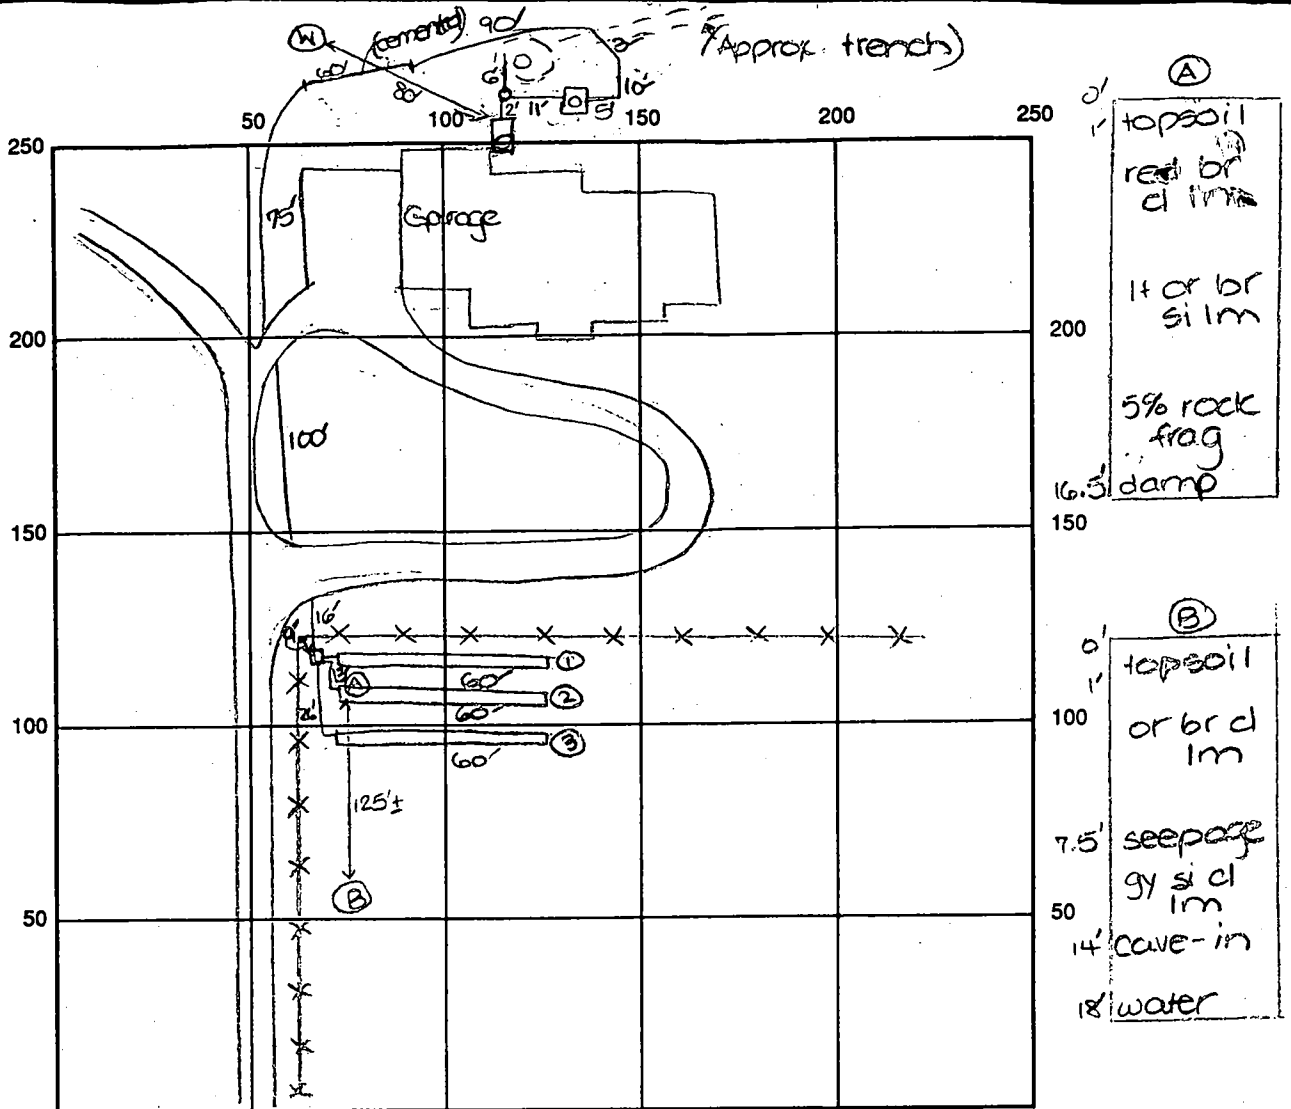 W
(cemented)
90'
(Approx. trench)
60'
80'
6'
2'
11'
5'
10'
50
100
150
200
250
250
75'
Garage
200
200
100'
150
150
16'
1
60'
A
2
60'
100
100
26'
3
60'
125'±
B
50
50
A
0'
1'
topsoil
red br
cl lm
lt or br
si lm
5% rock
frag
16.5' damp
B
0'
1'
topsoil
or br cl
lm
7.5' seepage
gy si cl
lm
14' cave-in
18' water